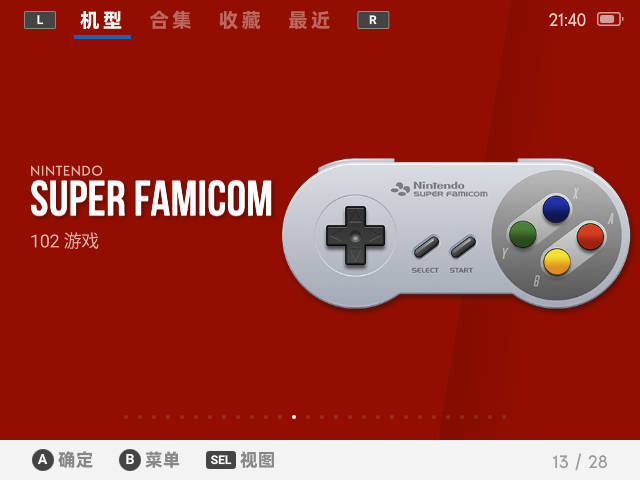 L 机型 合集 收藏 最近 R 21:40
NINTENDO
SUPER FAMICOM
102 游戏
Nintendo
SUPER FAMICOM
X
A
Y
B
SELECT START
A 确定 B 菜单 SEL 视图 13 / 28